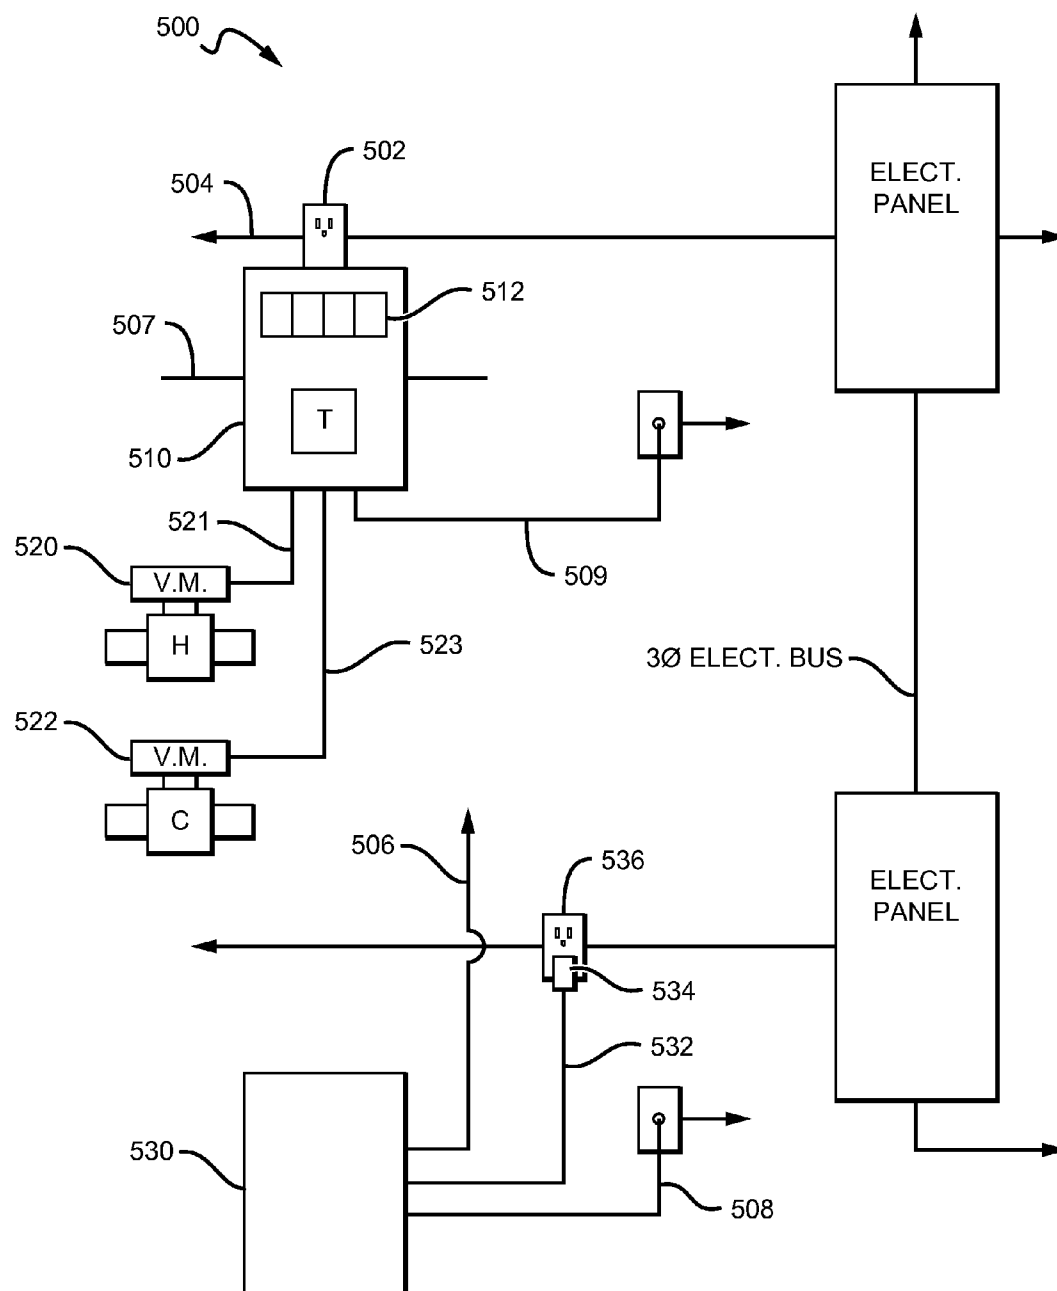 500
502
504
ELECT.
PANEL
512
507
T
510
521
520
V.M.
509
H
523
3Ø ELECT. BUS
522
V.M.
C
506
536
ELECT.
PANEL
534
532
530
508